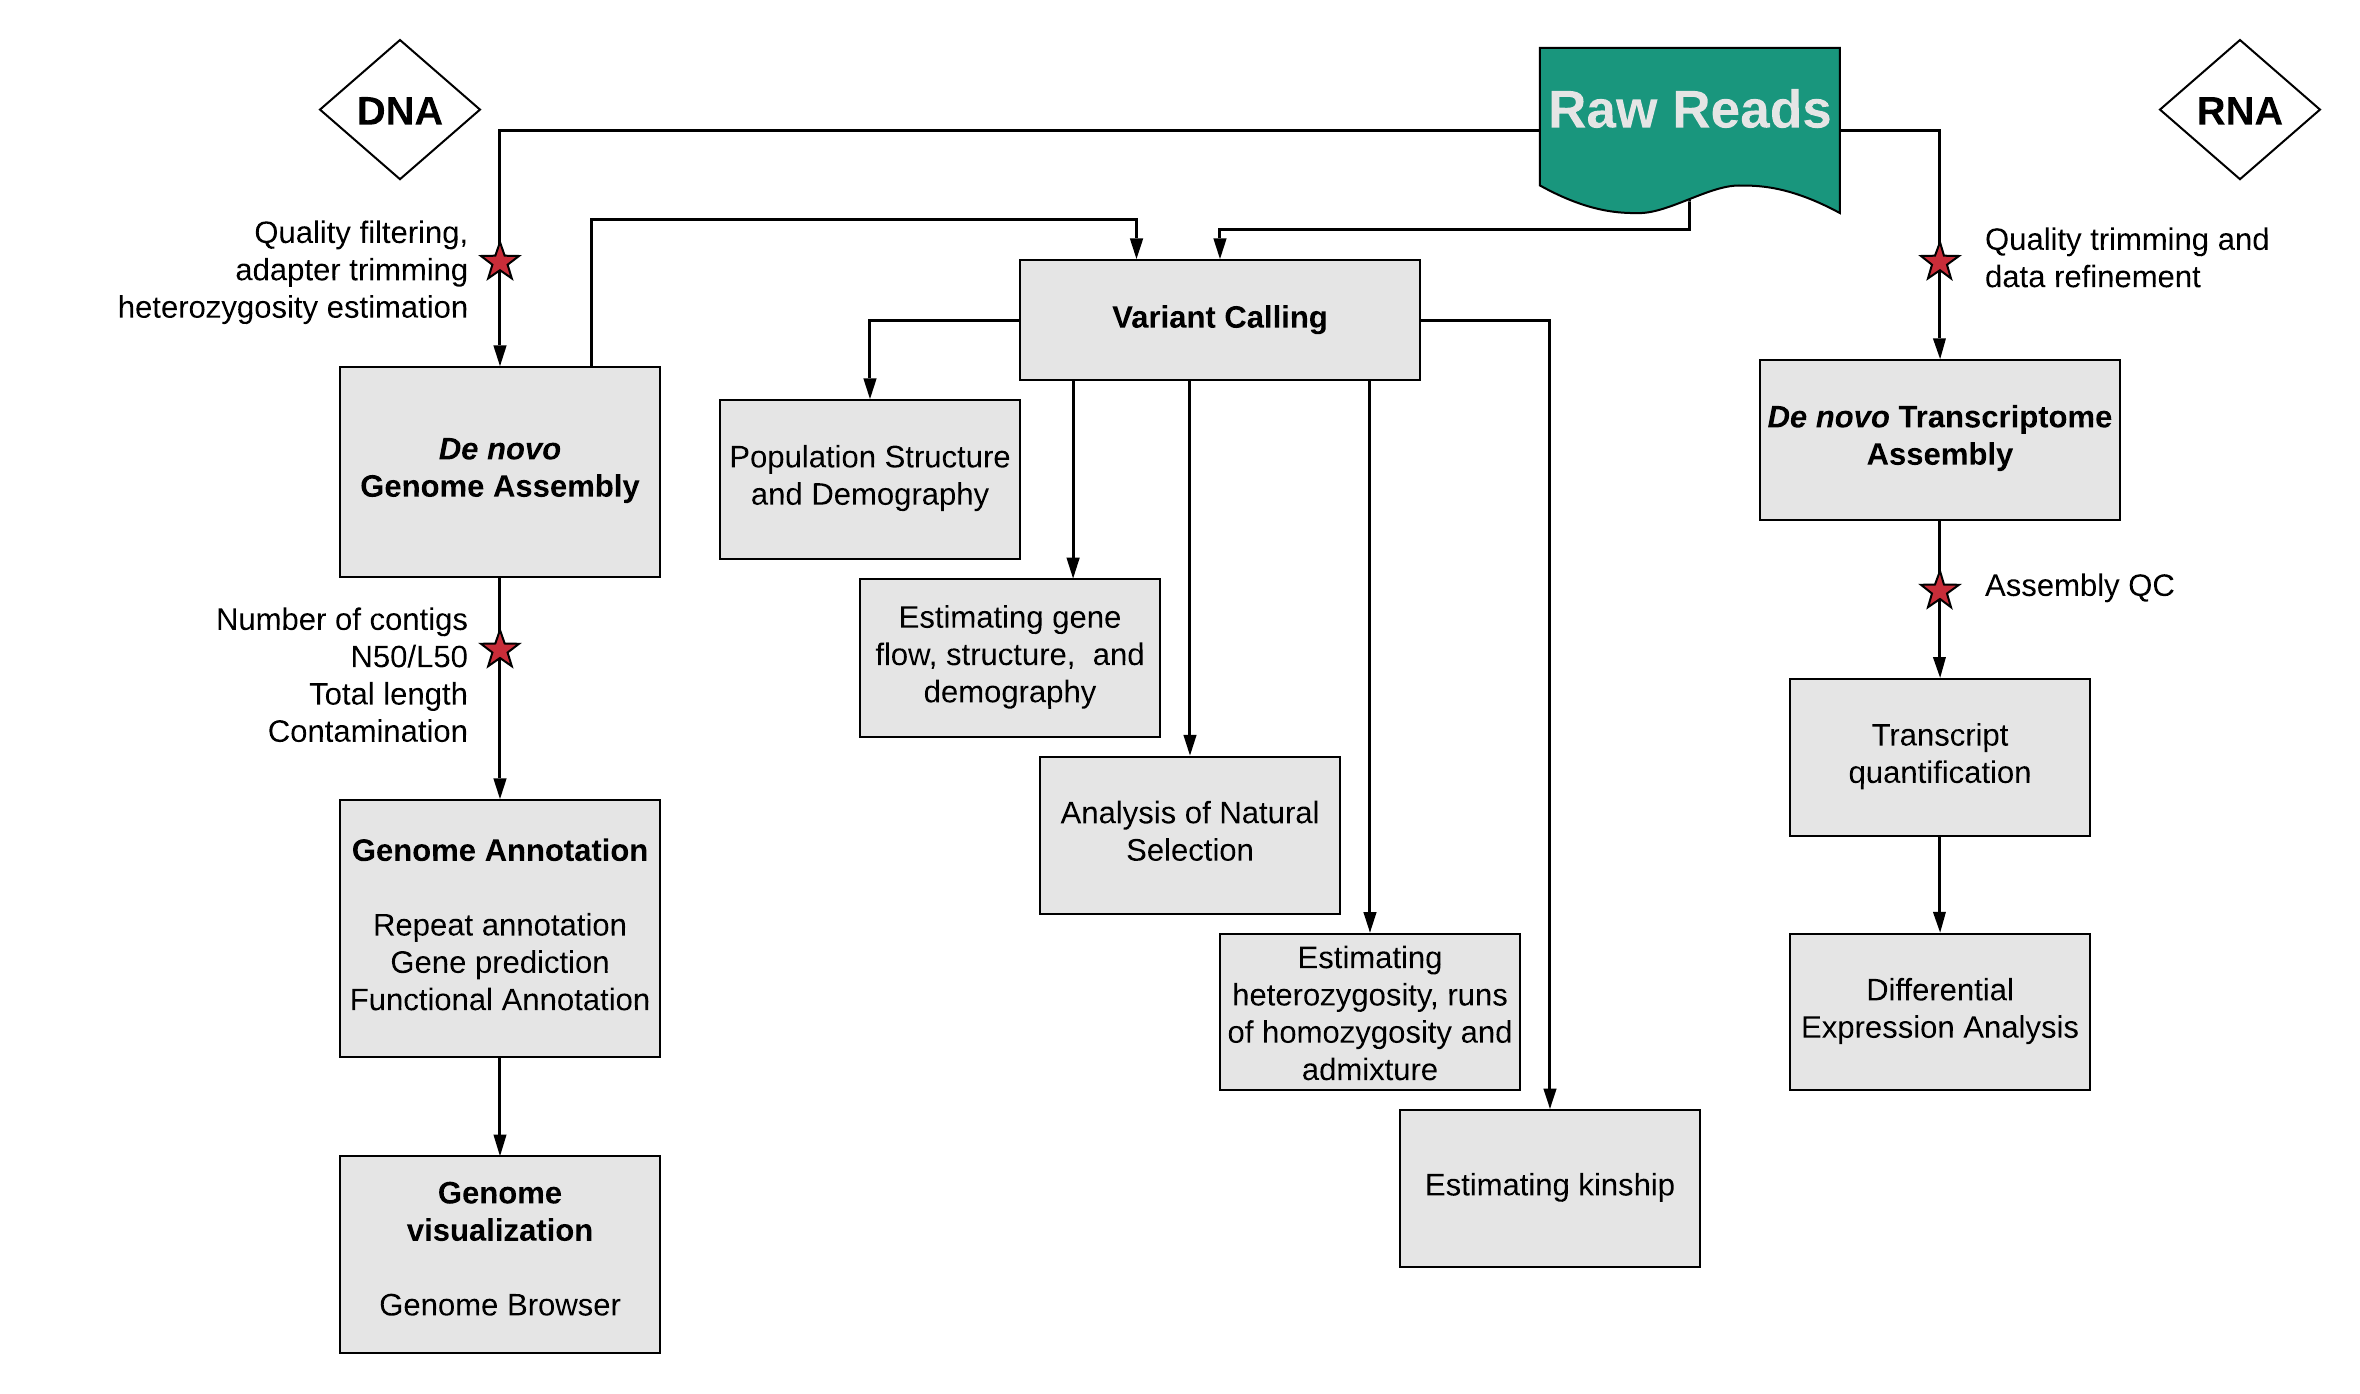 DNA
Raw Reads
RNA
Quality filtering,
adapter trimming
heterozygosity estimation
Quality trimming and
data refinement
Variant Calling
De novo
Genome Assembly
Population Structure
and Demography
De novo Transcriptome
Assembly
Number of contigs
N50/L50
Total length
Contamination
Estimating gene
flow, structure,  and
demography
Assembly QC
Transcript
quantification
Analysis of Natural
Selection
Genome Annotation
Repeat annotation
Gene prediction
Functional Annotation
Estimating
heterozygosity, runs
of homozygosity and
admixture
Differential
Expression Analysis
Genome
visualization
Genome Browser
Estimating kinship